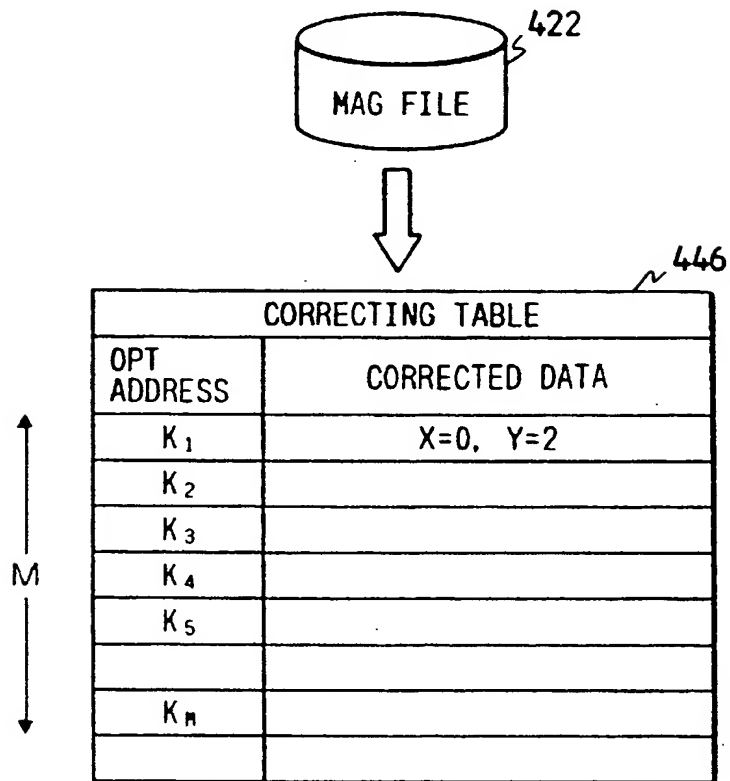 422
MAG FILE
446
CORRECTING TABLE
OPT
ADDRESS
CORRECTED DATA
K₁ X=0, Y=2
K₂
K₃
M
K₄
K₅
Kₘ